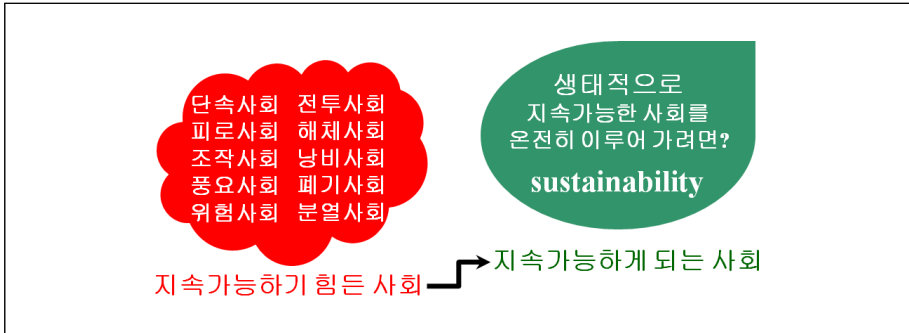 단속사회 전투사회
피로사회 해체사회
조작사회 낭비사회
풍요사회 폐기사회
위험사회 분열사회
지속가능하기 힘든 사회
생태적으로
지속가능한 사회를
온전히 이루어 가려면?
sustainability
지속가능하게 되는 사회